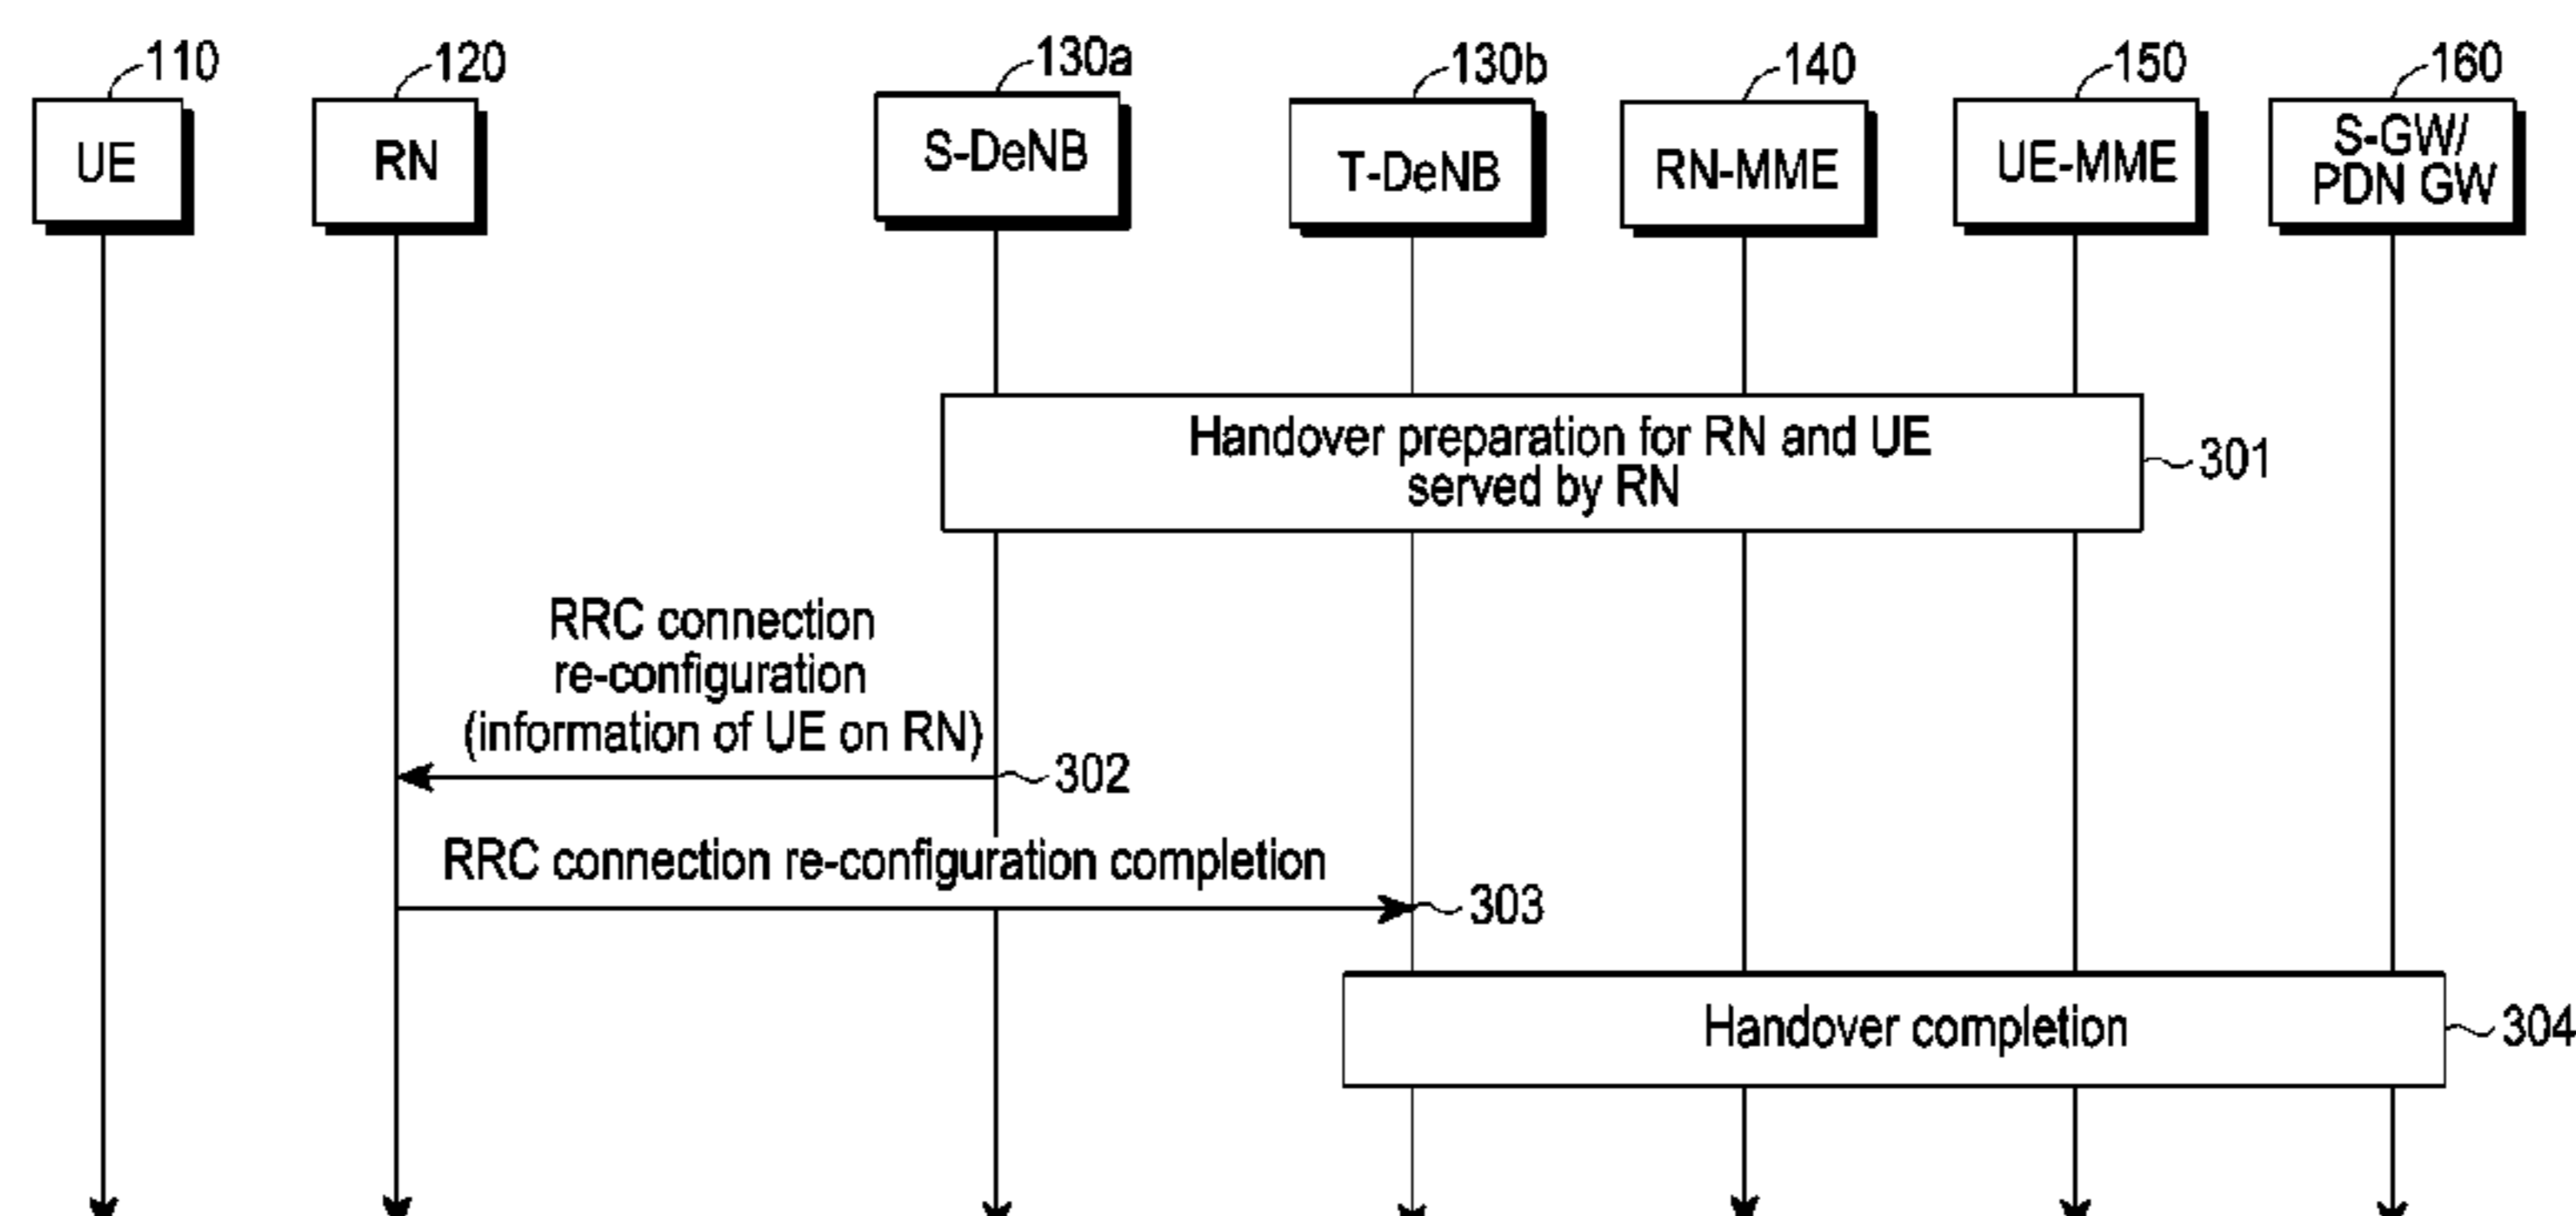 110
120
130a
130b
140
150
160
UE
RN
S-DeNB
T-DeNB
RN-MME
UE-MME
S-GW/
PDN GW
Handover preparation for RN and UE
served by RN
301
RRC connection
re-configuration
(information of UE on RN)
302
RRC connection re-configuration completion
303
Handover completion
304